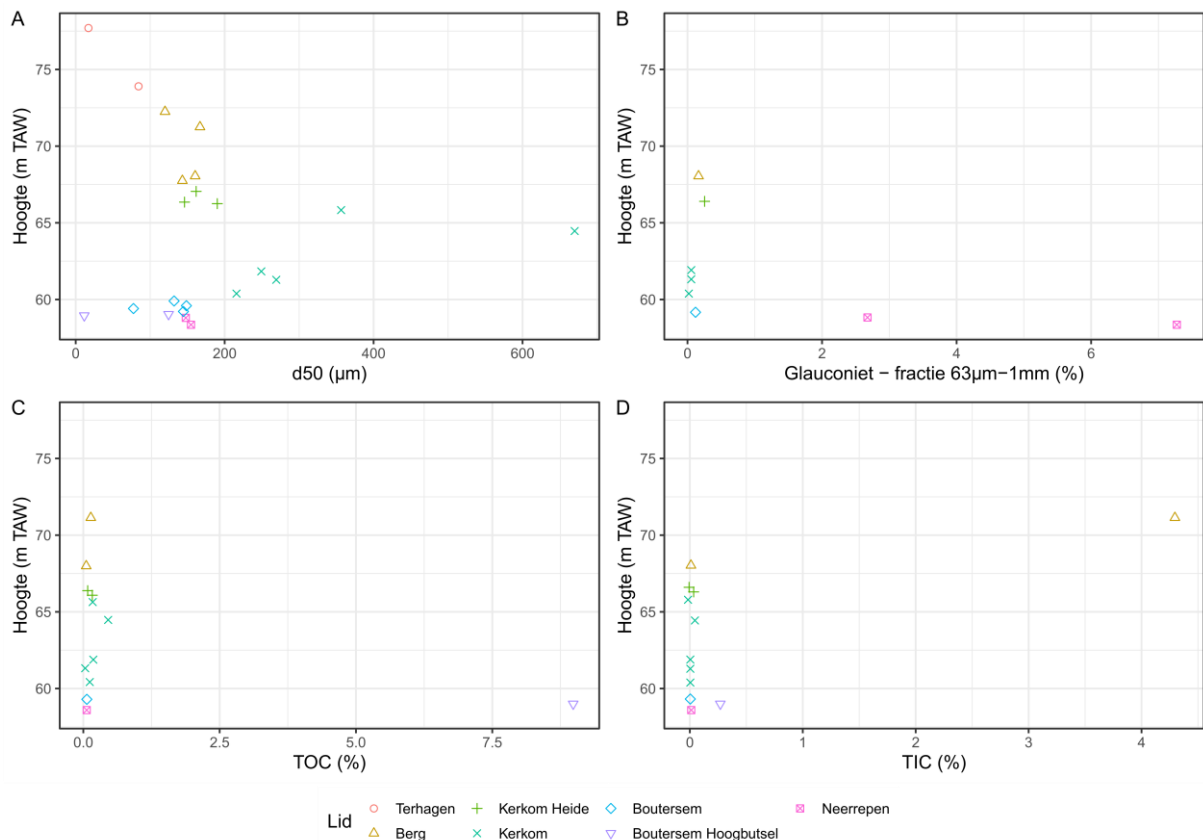 A
Hoogte (m TAW)
75
70
65
60
0 200 400 600
d50 (µm)
B
Hoogte (m TAW)
75
70
65
60
0 2 4 6
Glauconiet − fractie 63µm−1mm (%)
C
Hoogte (m TAW)
75
70
65
60
0.0 2.5 5.0 7.5
TOC (%)
D
Hoogte (m TAW)
75
70
65
60
0 1 2 3 4
TIC (%)
Lid
Terhagen Kerkom Heide Boutersem Neerrepen
Berg Kerkom Boutersem Hoogbutsel